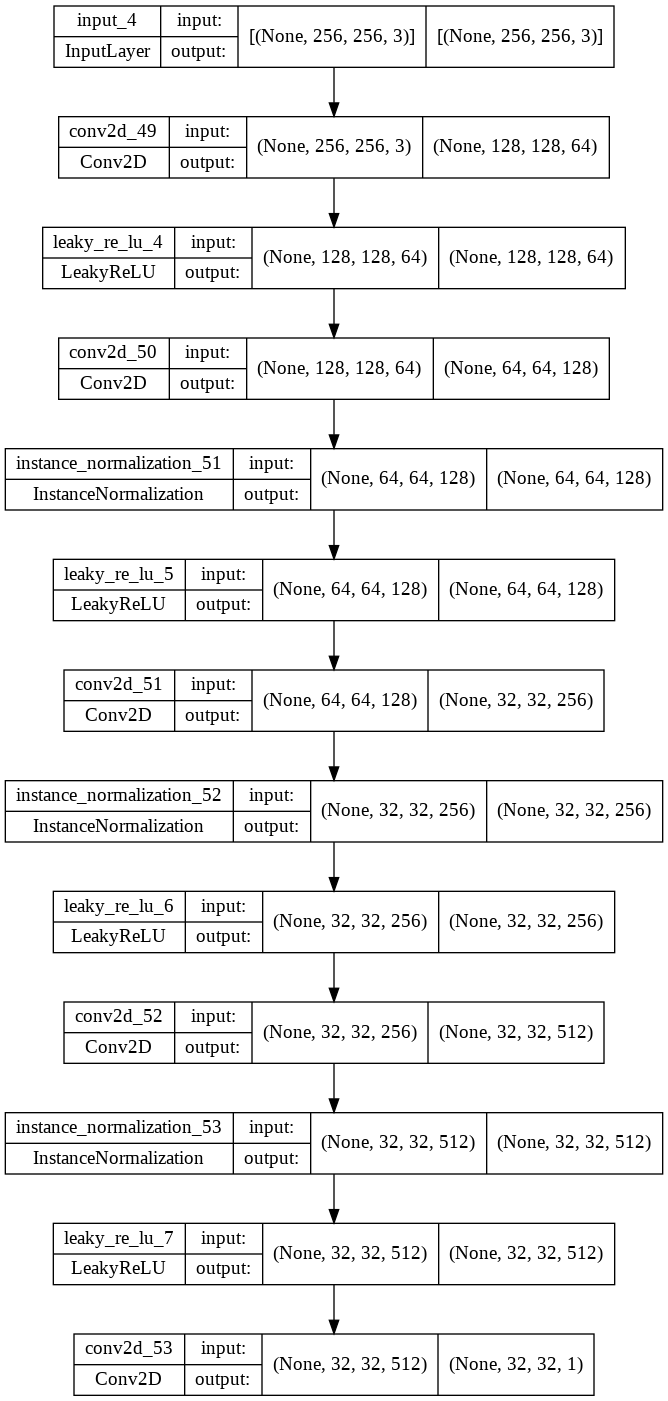 input_4 input: [(None, 256, 256, 3)] [(None, 256, 256, 3)]
InputLayer output:
conv2d_49 input: (None, 256, 256, 3) (None, 128, 128, 64)
Conv2D output:
leaky_re_lu_4 input: (None, 128, 128, 64) (None, 128, 128, 64)
LeakyReLU output:
conv2d_50 input: (None, 128, 128, 64) (None, 64, 64, 128)
Conv2D output:
instance_normalization_51 input: (None, 64, 64, 128) (None, 64, 64, 128)
InstanceNormalization output:
leaky_re_lu_5 input: (None, 64, 64, 128) (None, 64, 64, 128)
LeakyReLU output:
conv2d_51 input: (None, 64, 64, 128) (None, 32, 32, 256)
Conv2D output:
instance_normalization_52 input: (None, 32, 32, 256) (None, 32, 32, 256)
InstanceNormalization output:
leaky_re_lu_6 input: (None, 32, 32, 256) (None, 32, 32, 256)
LeakyReLU output:
conv2d_52 input: (None, 32, 32, 256) (None, 32, 32, 512)
Conv2D output:
instance_normalization_53 input: (None, 32, 32, 512) (None, 32, 32, 512)
InstanceNormalization output:
leaky_re_lu_7 input: (None, 32, 32, 512) (None, 32, 32, 512)
LeakyReLU output:
conv2d_53 input: (None, 32, 32, 512) (None, 32, 32, 1)
Conv2D output: